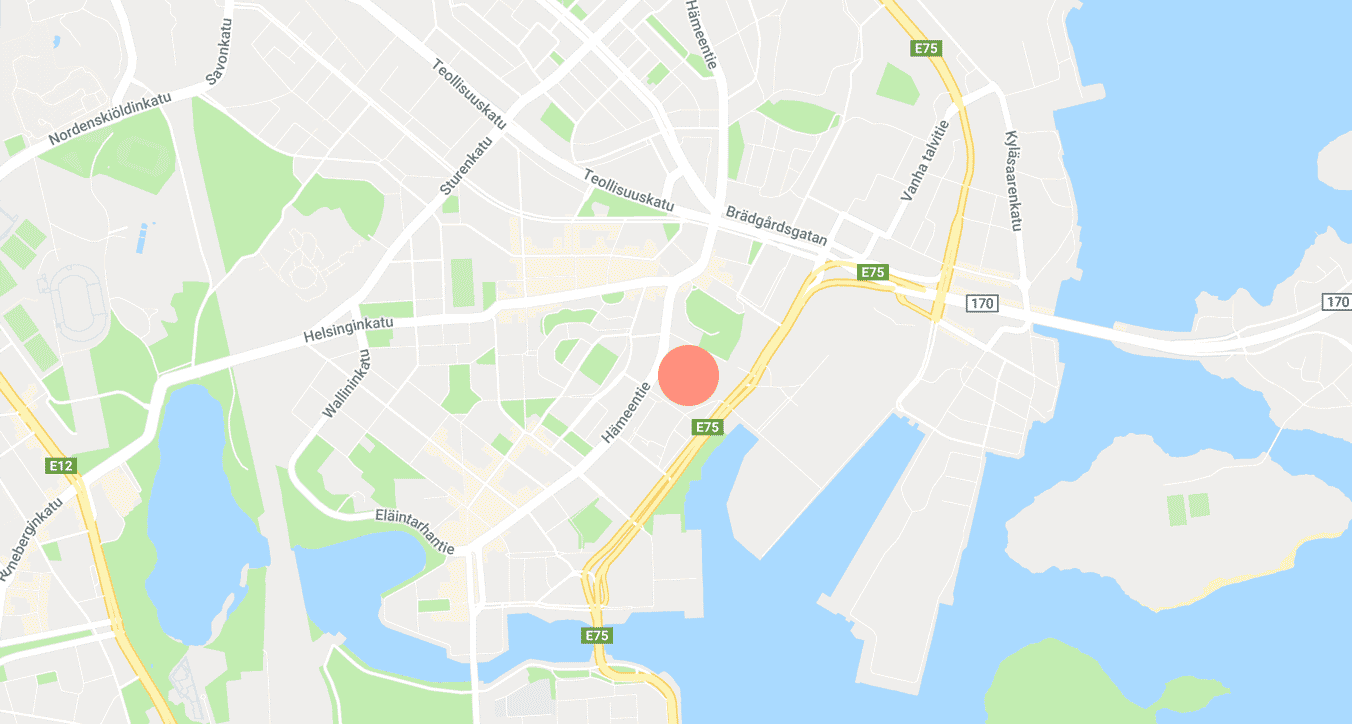 Hämeentie
Savonkatu
E75
Teollisuuskatu
Nordenskiöldinkatu
Vanha talvitie
Kyläsaarenkatu
Sturenkatu
Teollisuuskatu
Brädgårdsgatan
E75
170
170
Helsinginkatu
Wallininkatu
Hämeentie
E75
E12
Runeberginkatu
Eläintarhantie
E75